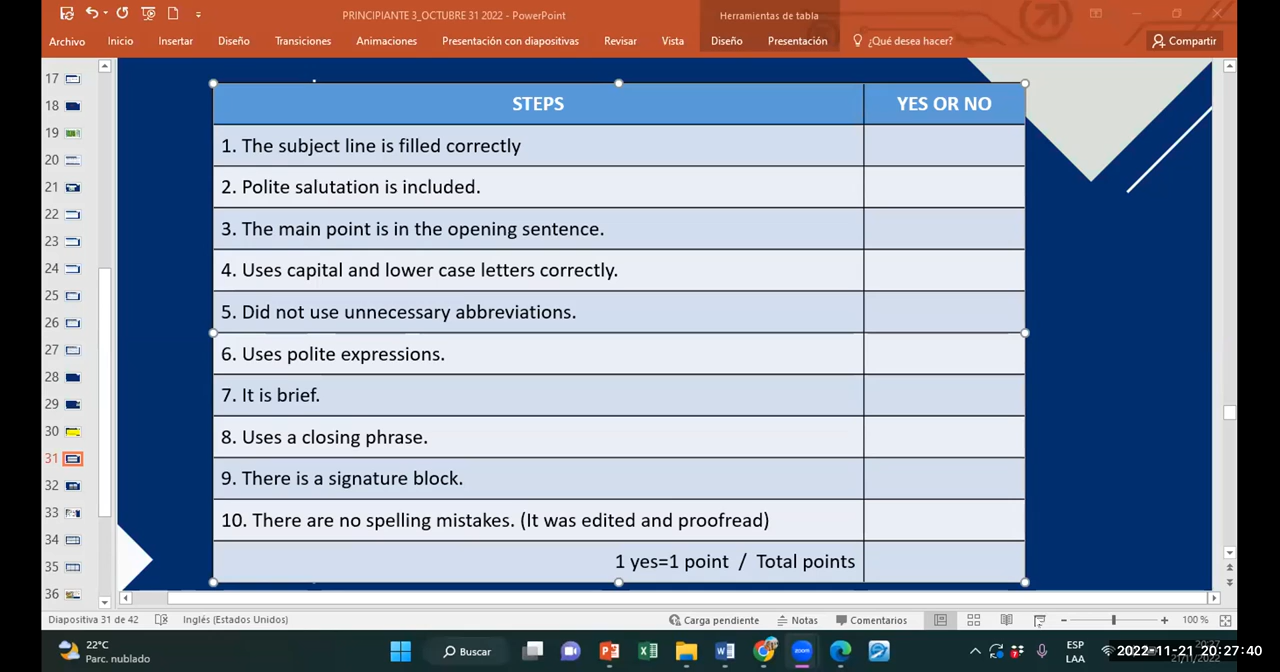 PRINCIPIANTE 3_OCTUBRE 31 2022 - PowerPoint
Herramientas de tabla
Archivo Inicio Insertar Diseño Transiciones Animaciones Presentación con diapositivas Revisar Vista Diseño Presentación ¿Qué desea hacer? Compartir
STEPS YES OR NO
1. The subject line is filled correctly
2. Polite salutation is included.
3. The main point is in the opening sentence.
4. Uses capital and lower case letters correctly.
5. Did not use unnecessary abbreviations.
6. Uses polite expressions.
7. It is brief.
8. Uses a closing phrase.
9. There is a signature block.
10. There are no spelling mistakes. (It was edited and proofread)
1 yes=1 point / Total points
17
18
19
20
21
22
23
24
25
26
27
28
29
30
31
32
33
34
35
36
Diapositiva 31 de 42 Inglés (Estados Unidos) Carga pendiente Notas Comentarios 100 %
22°C
Parc. nublado
Buscar
ESP
LAA
2022-11-21 20:27:40